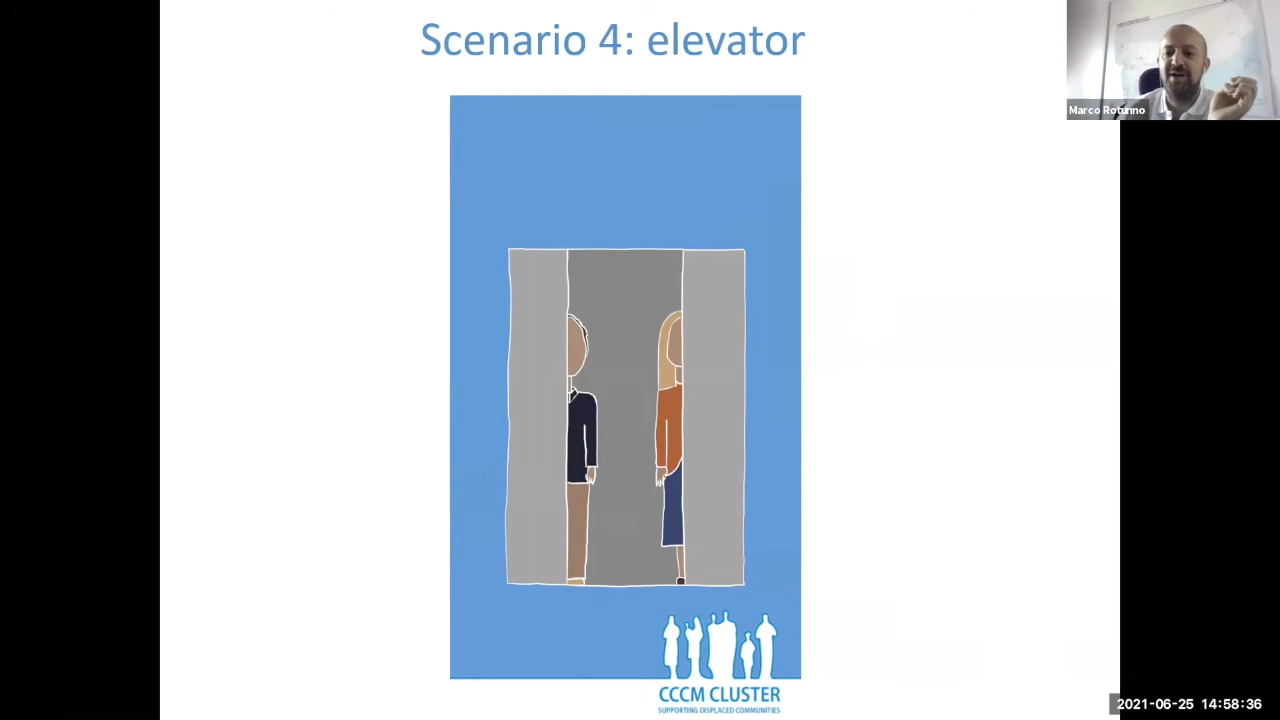 Scenario 4: elevator
Marco Rotunno
CCCM CLUSTER
SUPPORTING DISPLACED COMMUNITIES
2021-06-25 14:58:36